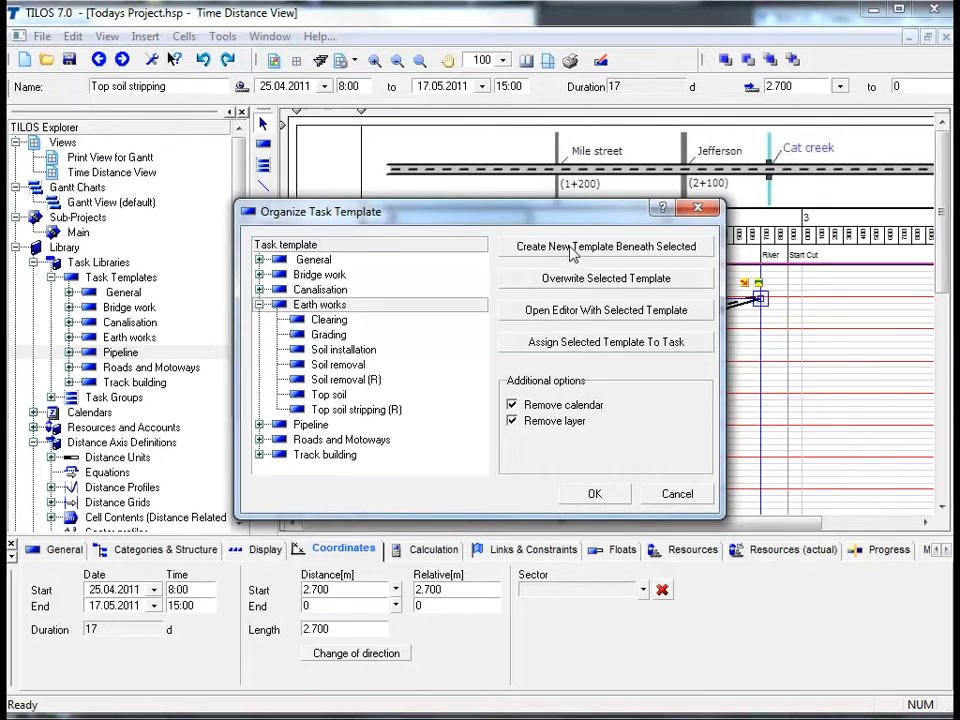 TILOS 7.0 - [Todays Project.hsp - Time Distance View]
File Edit View Insert Cells Tools Window Help...
100
Name: Top soil stripping 25.04.2011 8:00 to 17.05.2011 15:00 Duration 17 d 2.700 to 0
TILOS Explorer
Views
Print View for Gantt
Time Distance View
Gantt Charts
Gantt View (default)
Sub-Projects
Main
Library
Task Libraries
Task Templates
General
Bridge work
Canalisation
Earth works
Pipeline
Roads and Motoways
Track building
Task Groups
Calendars
Resources and Accounts
Distance Axis Definitions
Distance Units
Equations
Distance Profiles
Distance Grids
Cell Contents (Distance Related
Mile street
Jefferson
Cat creek
(1+200)
(2+100)
3
River Start Cut
Organize Task Template
Task template
General
Bridge work
Canalisation
Earth works
Clearing
Grading
Soil installation
Soil removal
Soil removal (R)
Top soil
Top soil stripping (R)
Pipeline
Roads and Motoways
Track building
Create New Template Beneath Selected
Overwrite Selected Template
Open Editor With Selected Template
Assign Selected Template To Task
Additional options
Remove calendar
Remove layer
OK Cancel
General Categories & Structure Display Coordinates Calculation Links & Constraints Floats Resources Resources (actual) Progress M
Date Time Distance[m] Relative[m] Sector
Start 25.04.2011 8:00 Start 2.700 2.700
End 17.05.2011 15:00 End 0 0
Duration 17 d Length 2.700
Change of direction
Ready NUM